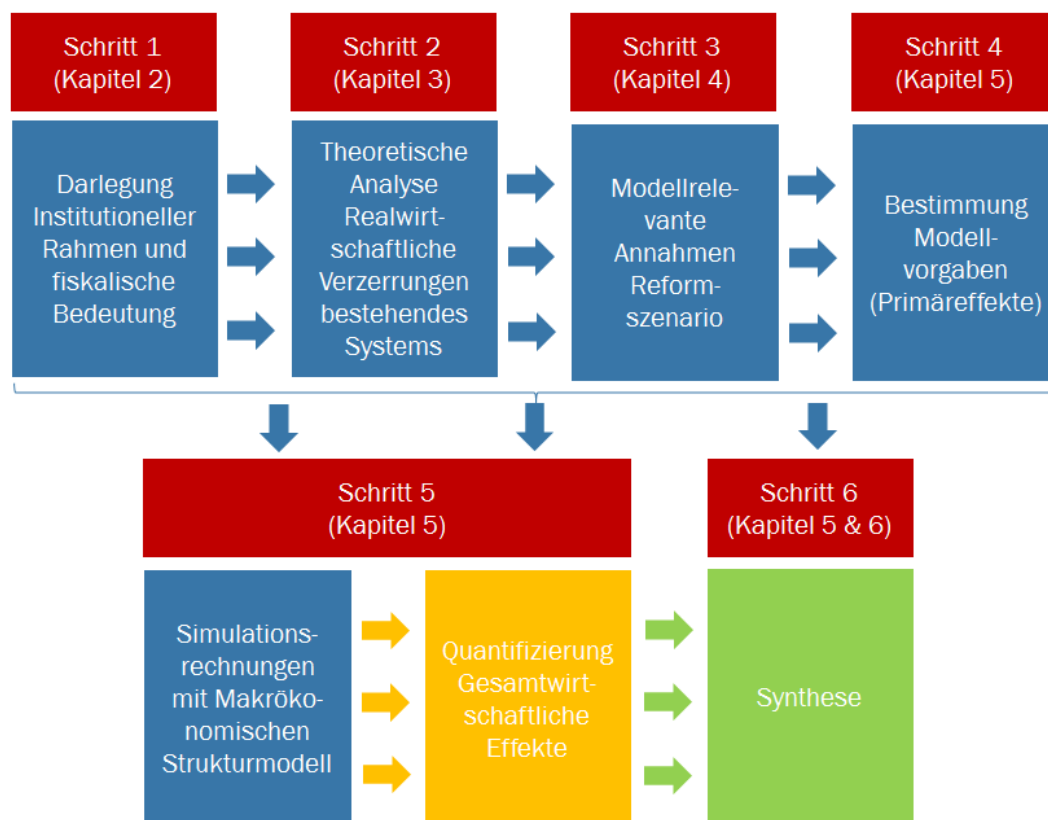 Schritt 1
(Kapitel 2)
Schritt 2
(Kapitel 3)
Schritt 3
(Kapitel 4)
Schritt 4
(Kapitel 5)
Darlegung
Institutioneller
Rahmen und
fiskalische
Bedeutung
Theoretische
Analyse
Realwirt-
schaftliche
Verzerrungen
bestehendes
Systems
Modellrele-
vante
Annahmen
Reform-
szenario
Bestimmung
Modell-
vorgaben
(Primäreffekte)
Schritt 5
(Kapitel 5)
Schritt 6
(Kapitel 5 & 6)
Simulations-
rechnungen
mit Makröko-
nomischen
Strukturmodell
Quantifizierung
Gesamtwirt-
schaftliche
Effekte
Synthese